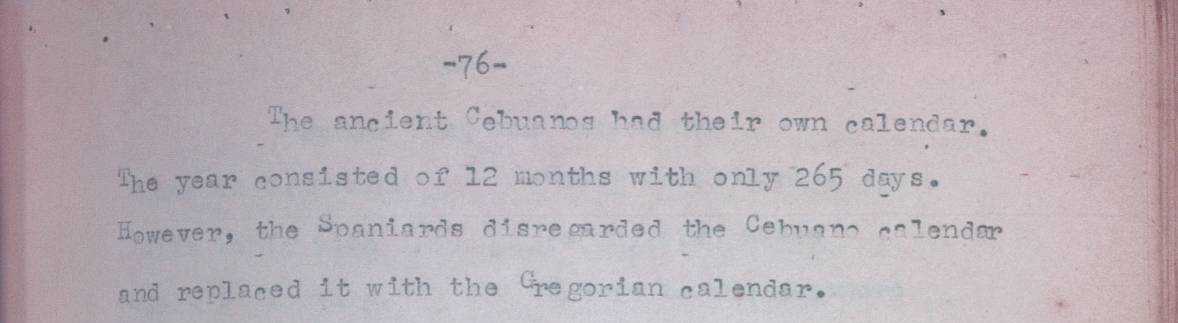 -76-
The ancient Cebuanos had their own calendar.
The year consisted of 12 months with only 265 days.
However, the Spaniards disregarded the Cebuano calendar
and replaced it with the Gregorian calendar.